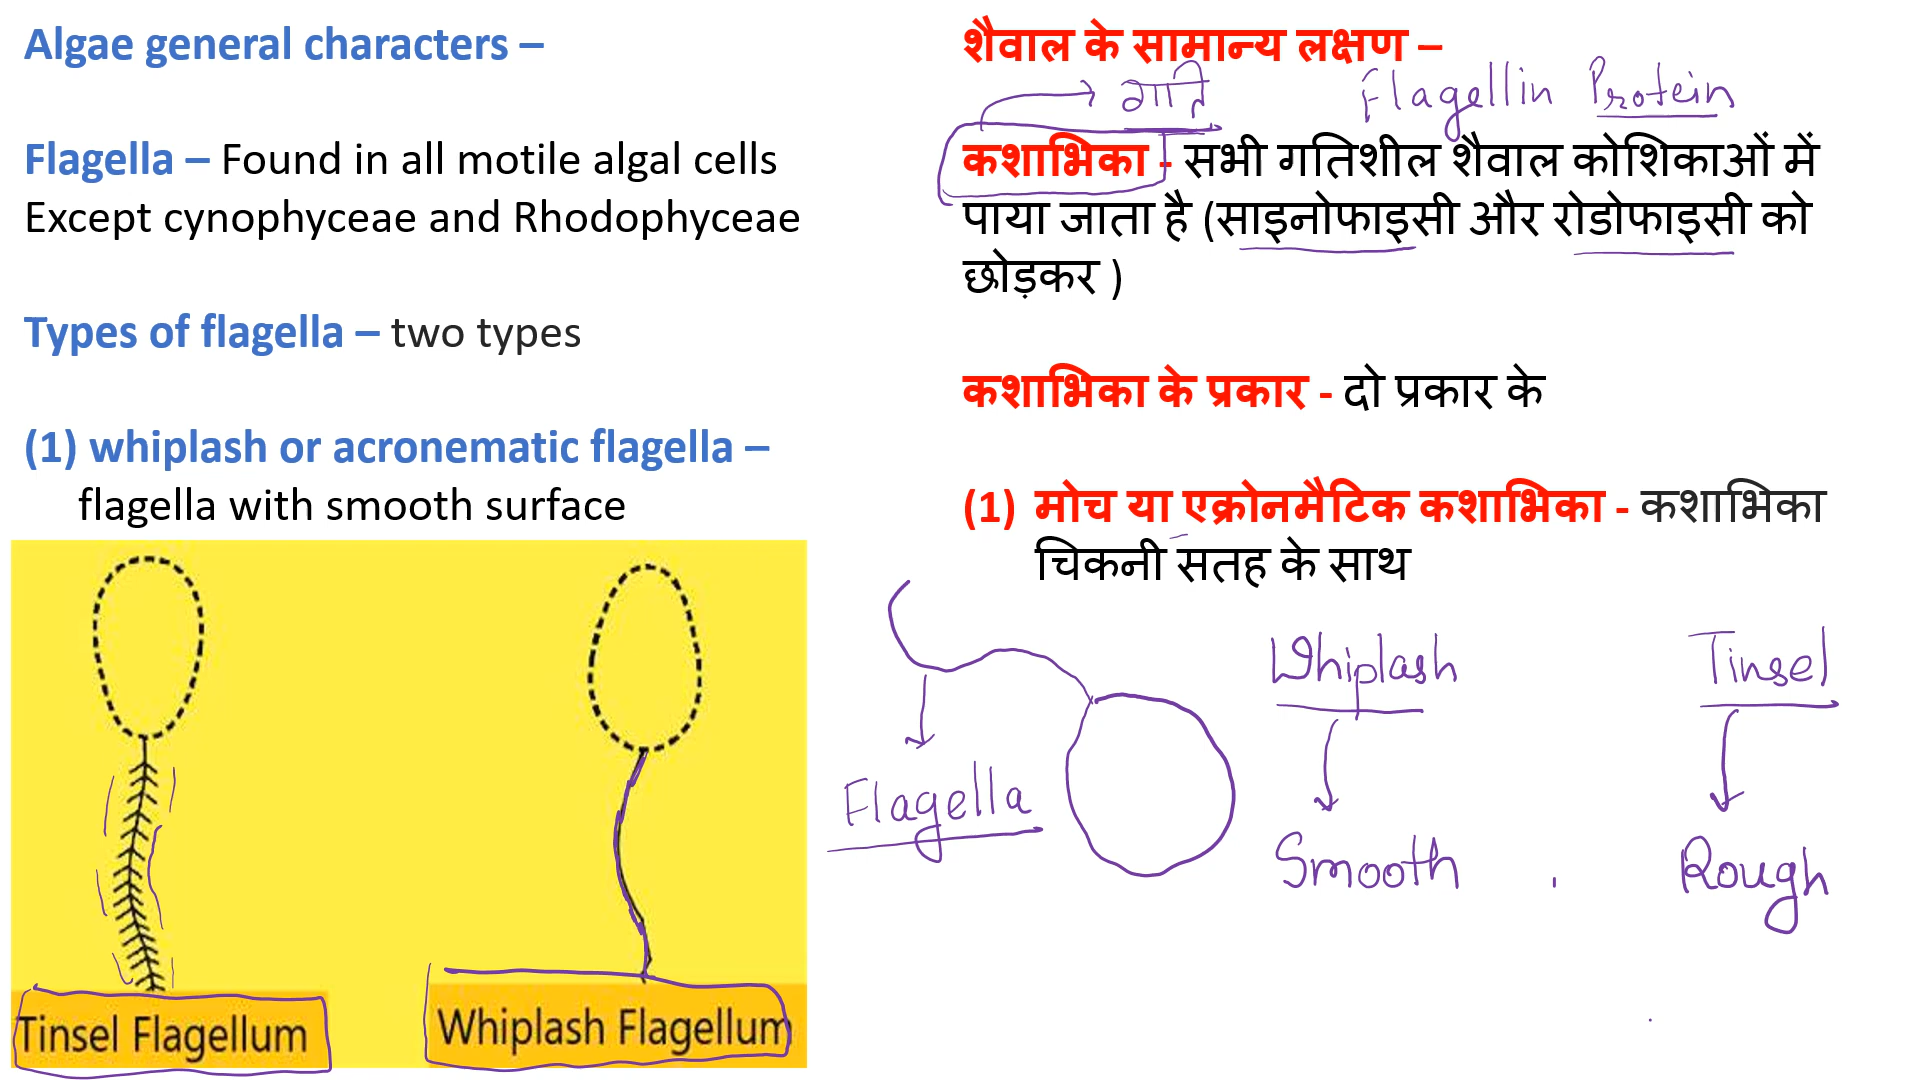 Algae general characters –
Flagella – Found in all motile algal cells
Except cynophyceae and Rhodophyceae
Types of flagella – two types
(1) whiplash or acronematic flagella –
flagella with smooth surface
Tinsel Flagellum
Whiplash Flagellum
शैवाल के सामान्य लक्षण –
गति
Flagellin Protein
कशाभिका - सभी गतिशील शैवाल कोशिकाओं में
पाया जाता है (साइनोफाइसी और रोडोफाइसी को
छोड़कर )
कशाभिका के प्रकार - दो प्रकार के
(1) मोच या एक्रोनमैटिक कशाभिका - कशाभिका
चिकनी सतह के साथ
Flagella
Whiplash
Tinsel
Smooth
Rough